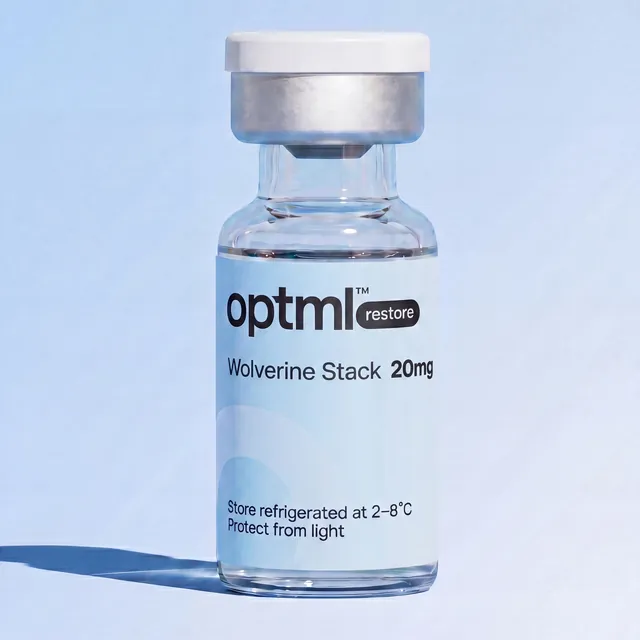 optml™ restore
Wolverine Stack 20mg
Store refrigerated at 2–8°C
Protect from light